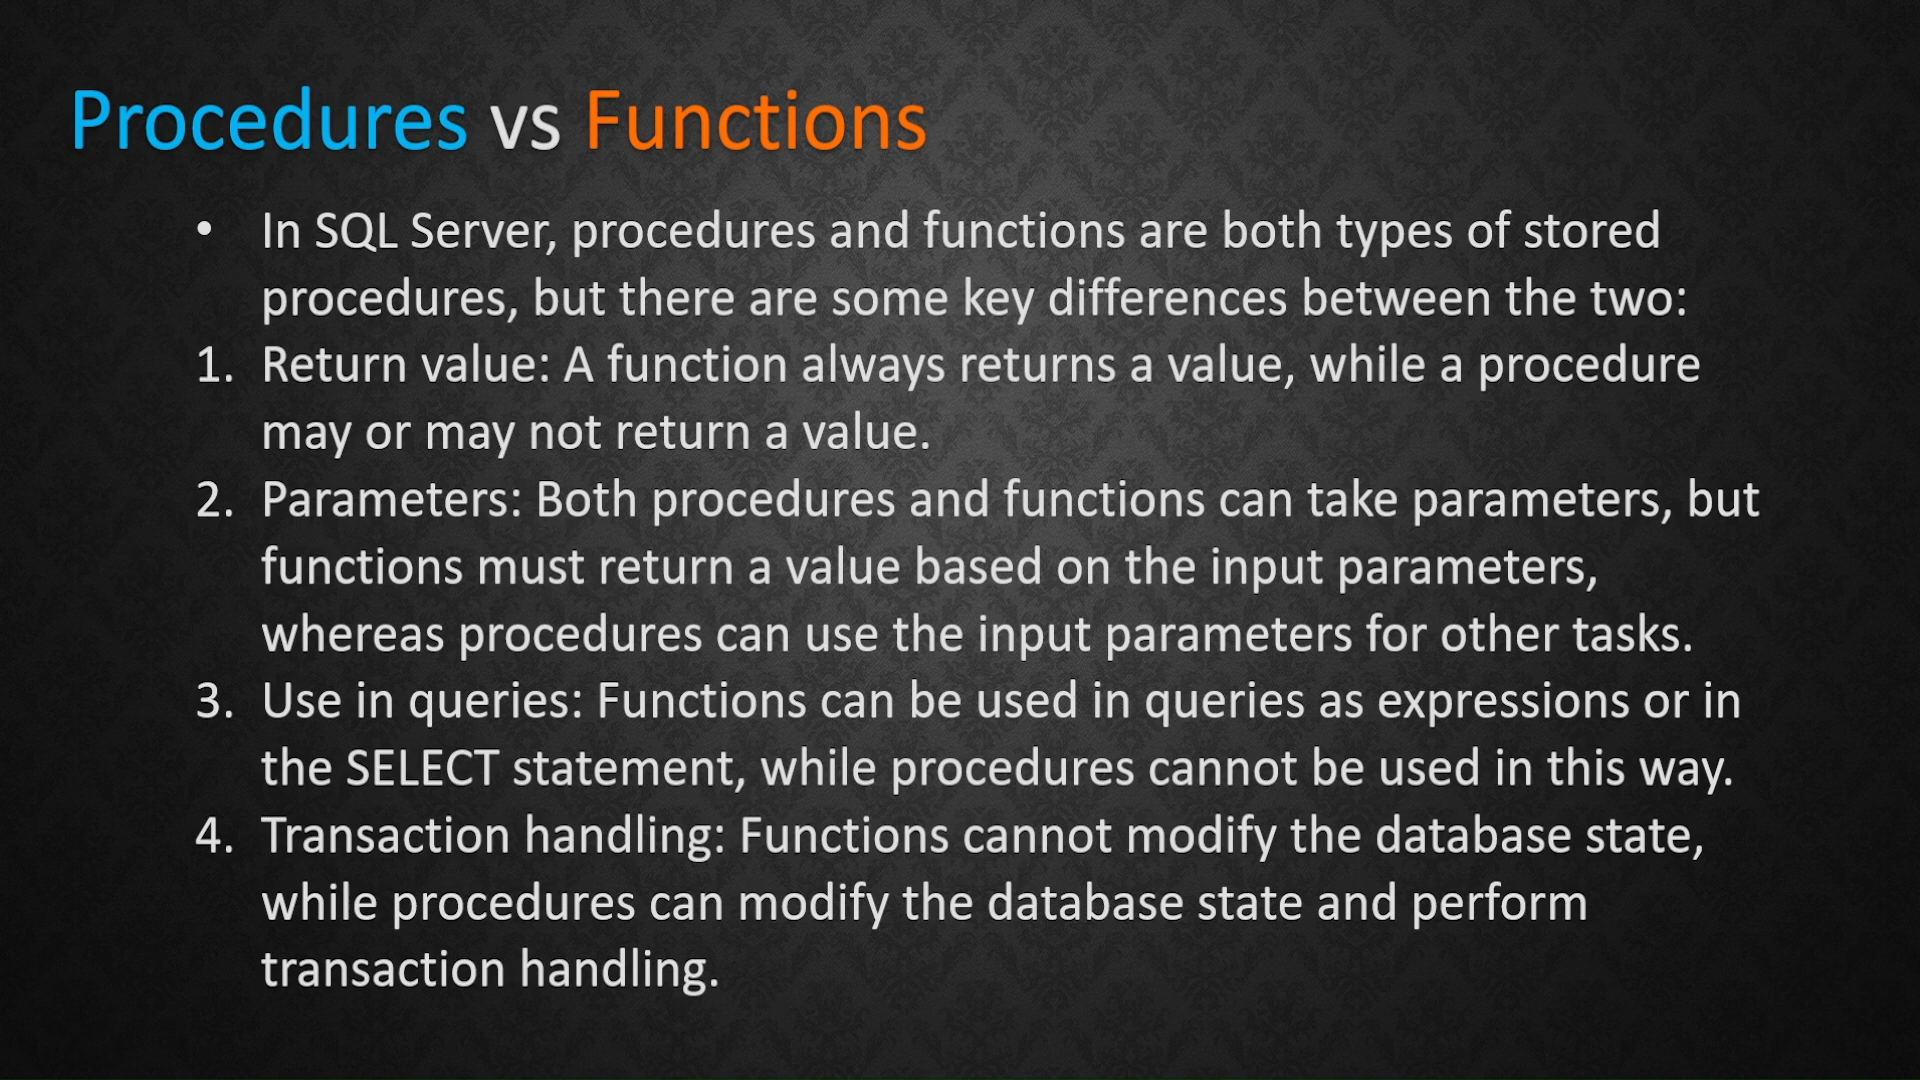 Procedures vs Functions
• In SQL Server, procedures and functions are both types of stored
procedures, but there are some key differences between the two:
1. Return value: A function always returns a value, while a procedure
may or may not return a value.
2. Parameters: Both procedures and functions can take parameters, but
functions must return a value based on the input parameters,
whereas procedures can use the input parameters for other tasks.
3. Use in queries: Functions can be used in queries as expressions or in
the SELECT statement, while procedures cannot be used in this way.
4. Transaction handling: Functions cannot modify the database state,
while procedures can modify the database state and perform
transaction handling.